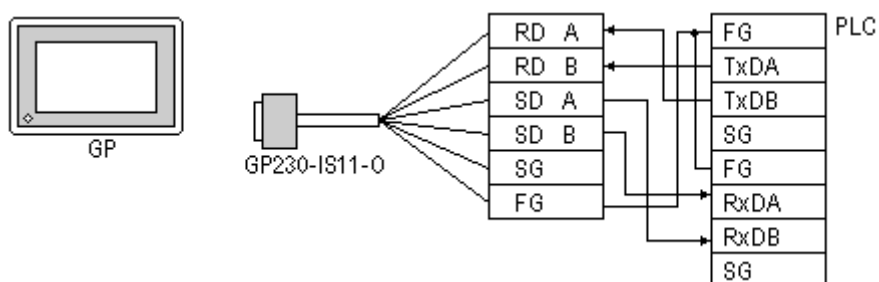 GP
GP230-IS11-O
RD A
RD B
SD A
SD B
SG
FG
PLC
FG
TxDA
TxDB
SG
FG
RxDA
RxDB
SG